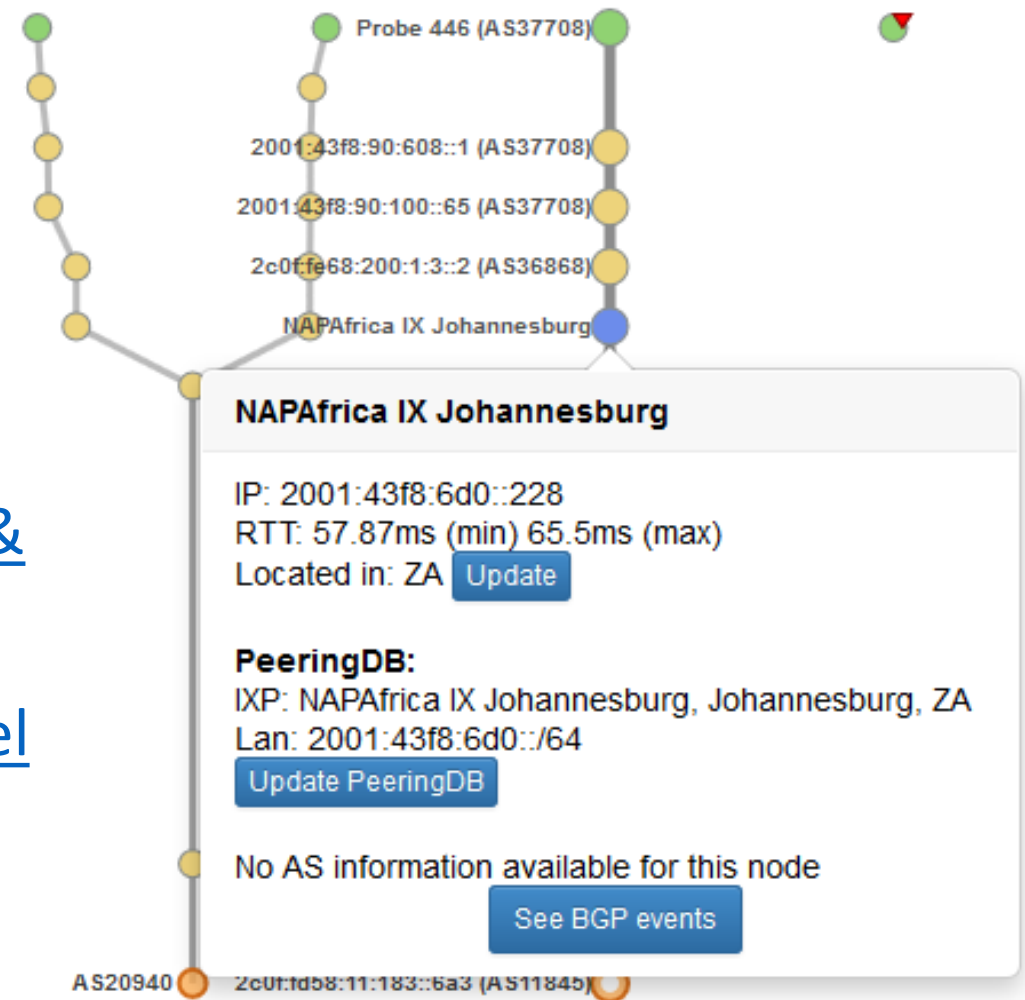 Probe 446 (AS37708)
2001:43f8:90:608::1 (AS37708)
2001:43f8:90:100::65 (AS37708)
2c0f:fe68:200:1:3::2 (AS36868)
NAPAfrica IX Johannesburg
NAPAfrica IX Johannesburg
IP: 2001:43f8:6d0::228
&
RTT: 57.87ms (min) 65.5ms (max)
Located in: ZA Update
PeeringDB:
IXP: NAPAfrica IX Johannesburg, Johannesburg, ZA
el
Lan: 2001:43f8:6d0::/64
Update PeeringDB
No AS information available for this node
See BGP events
AS20940
2c0f:fd58:11:183::6a3 (AS11845)